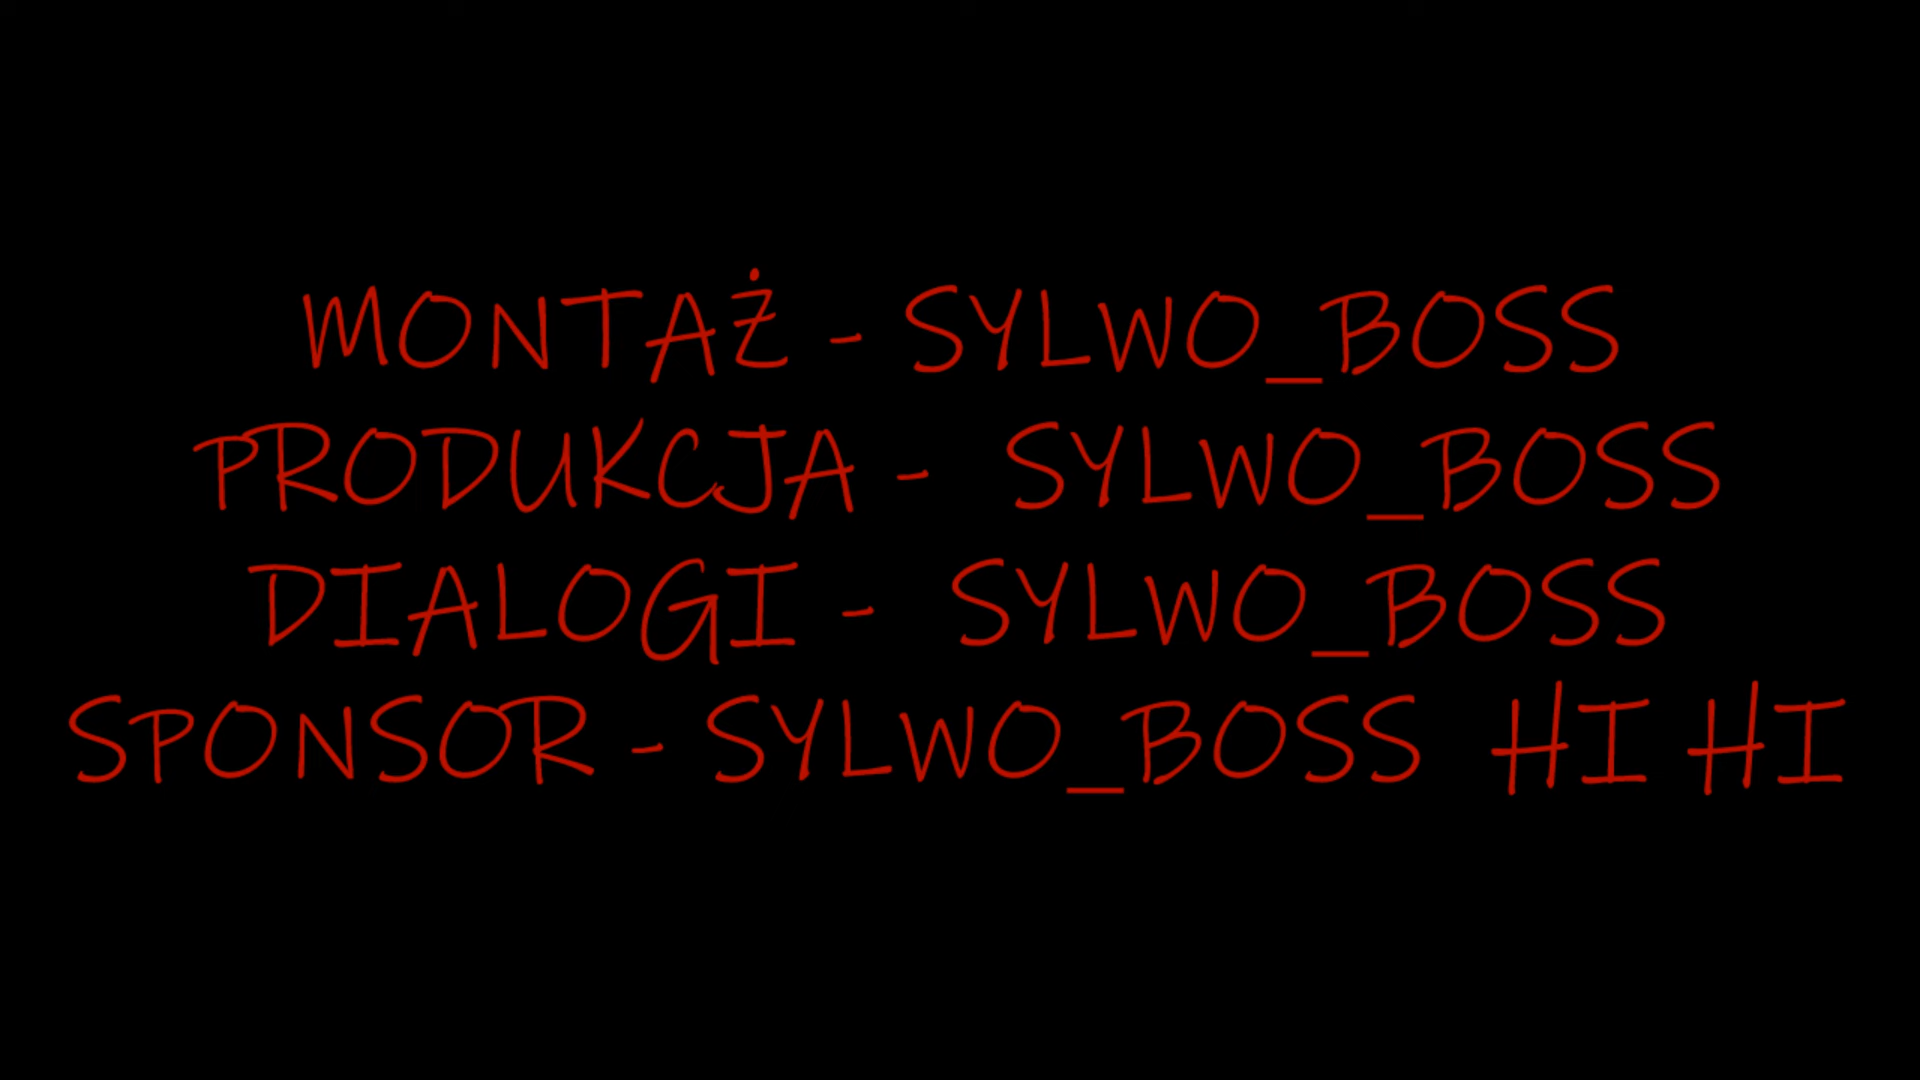 MONTAŻ - SYLWO_BOSS
PRODUKCJA - SYLWO_BOSS
DIALOGI - SYLWO_BOSS
SPONSOR - SYLWO_BOSS HI HI